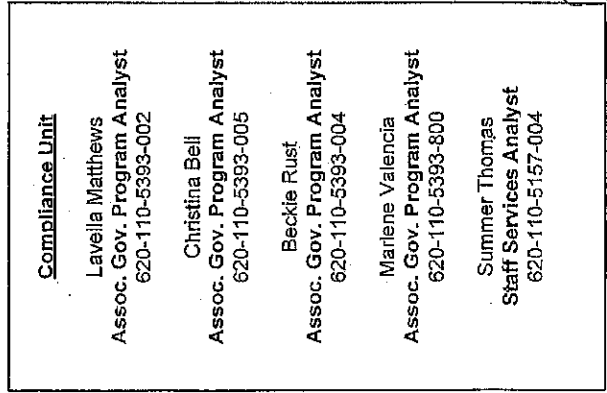 Compliance Unit
Lavella Matthews
Assoc. Gov. Program Analyst
620-110-5393-002
Christina Bell
Assoc. Gov. Program Analyst
620-110-5393-005
Beckie Rust
Assoc. Gov. Program Analyst
620-110-5393-004
Marlene Valencia
Assoc. Gov. Program Analyst
620-110-5393-800
Summer Thomas
Staff Services Analyst
620-110-5157-004